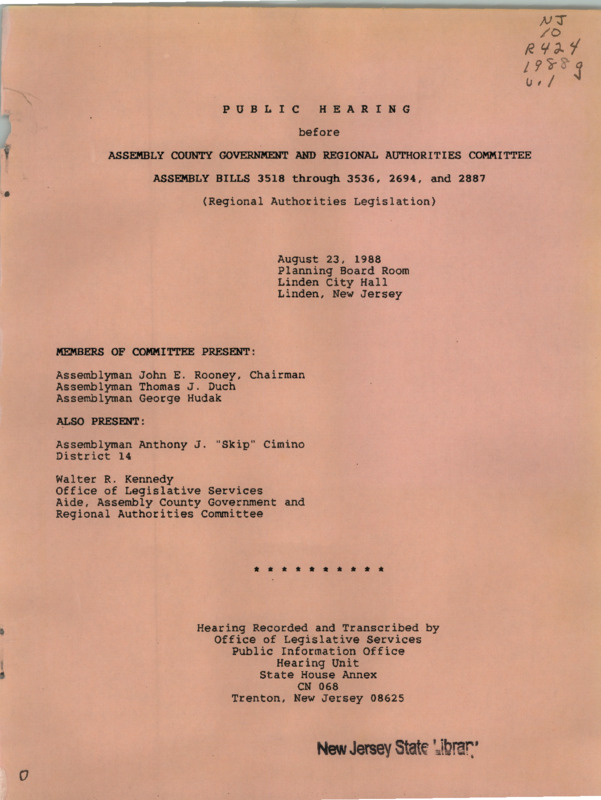 NJ
10
R424
1988g
v.1
PUBLIC HEARING
before
ASSEMBLY COUNTY GOVERNMENT AND REGIONAL AUTHORITIES COMMITTEE
ASSEMBLY BILLS 3518 through 3536, 2694, and 2887
(Regional Authorities Legislation)
August 23, 1988
Planning Board Room
Linden City Hall
Linden, New Jersey
MEMBERS OF COMMITTEE PRESENT:
Assemblyman John E. Rooney, Chairman
Assemblyman Thomas J. Duch
Assemblyman George Hudak
ALSO PRESENT:
Assemblyman Anthony J. "Skip" Cimino
District 14
Walter R. Kennedy
Office of Legislative Services
Aide, Assembly County Government and
Regional Authorities Committee
* * * * * * * * * *
Hearing Recorded and Transcribed by
Office of Legislative Services
Public Information Office
Hearing Unit
State House Annex
CN 068
Trenton, New Jersey 08625
New Jersey State Library